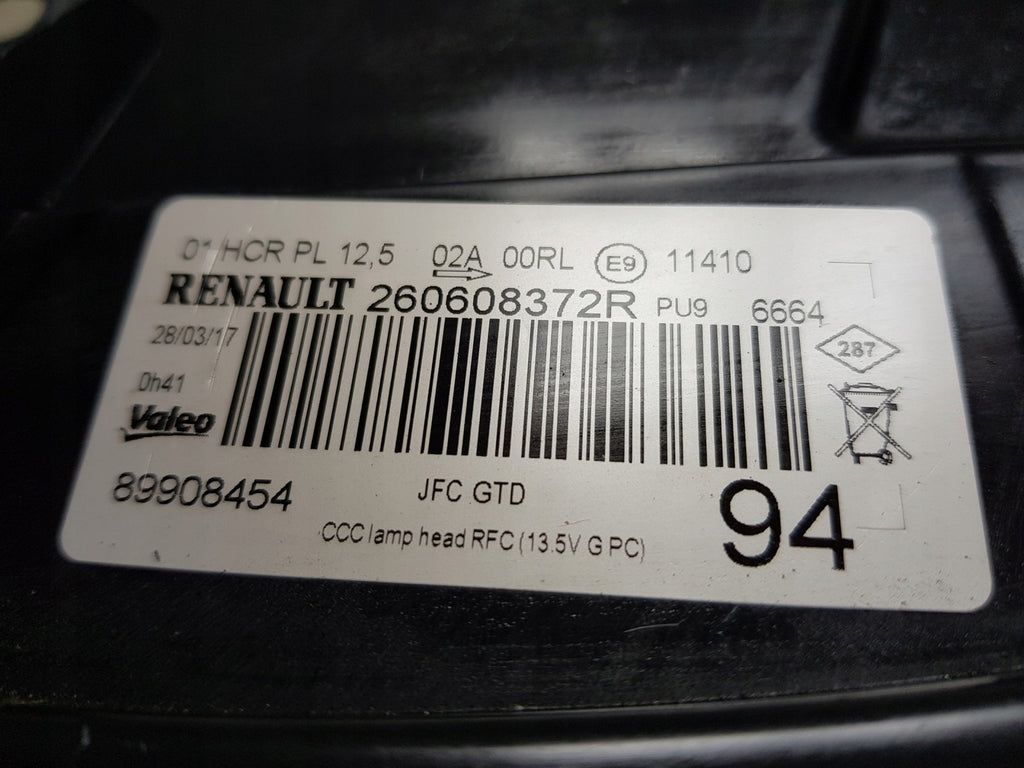 01 HCR PL 12,5 02A 00RL E9 11410
RENAULT 260608372R PU9 6664
28/03/17
287
0h41
Valeo
89908454 JFC GTD 94
CCC lamp head RFC (13.5V G PC)